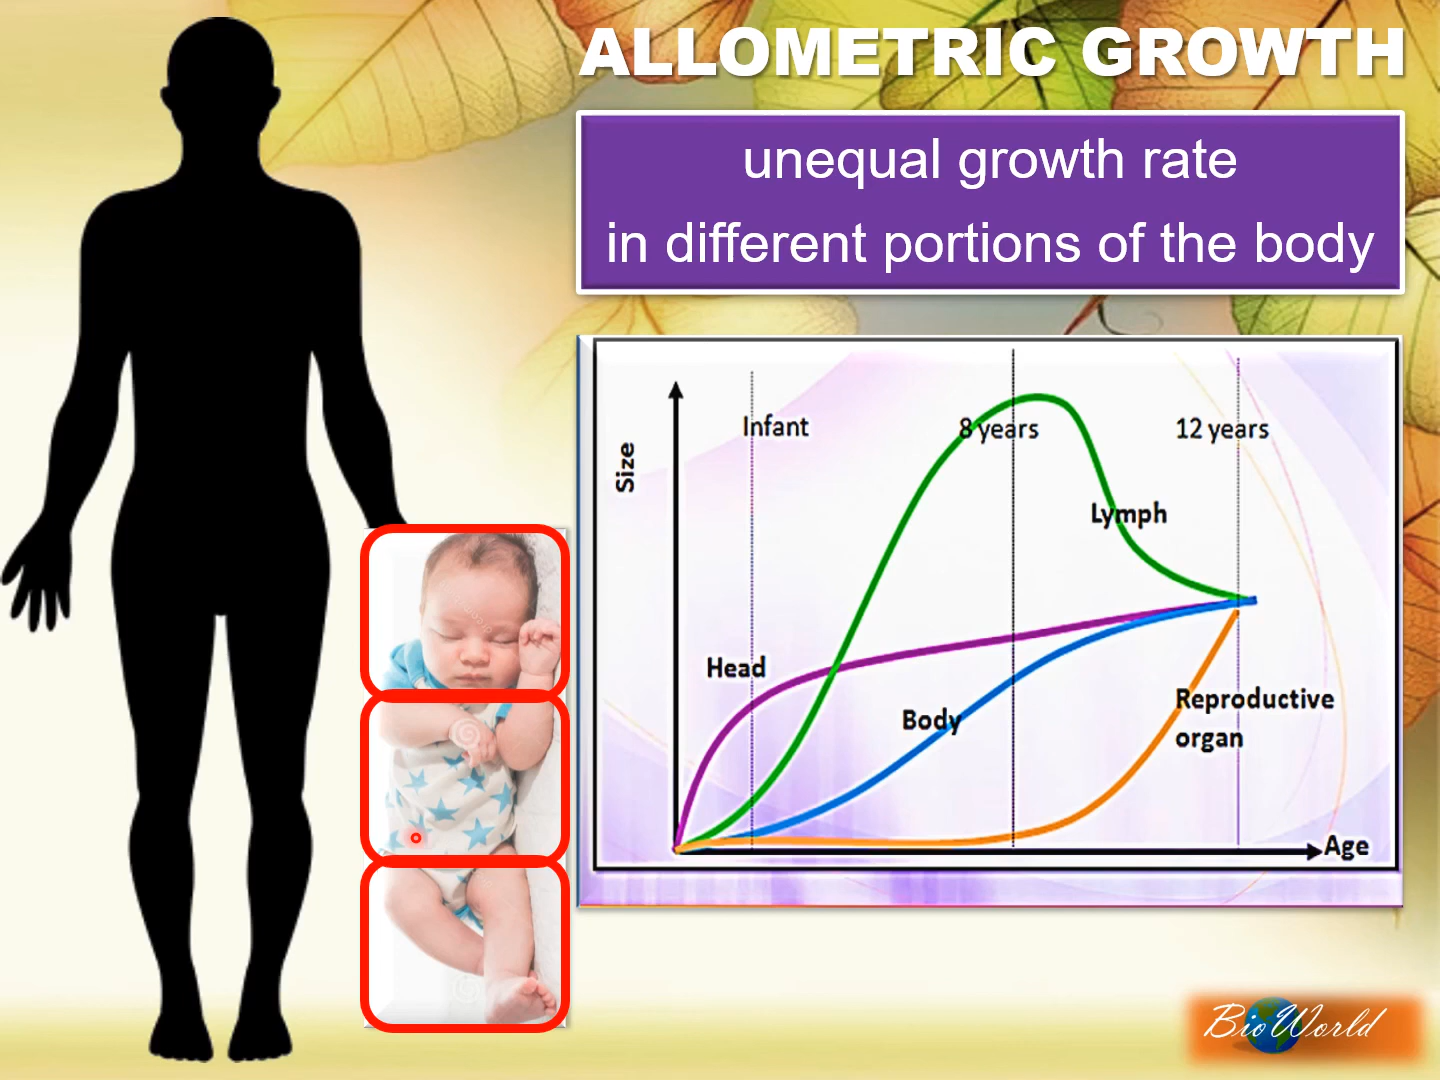 ALLOMETRIC GROWTH
unequal growth rate
in different portions of the body
Infant
8 years
12 years
Size
Lymph
Head
Body
Reproductive
organ
Age
BioWorld